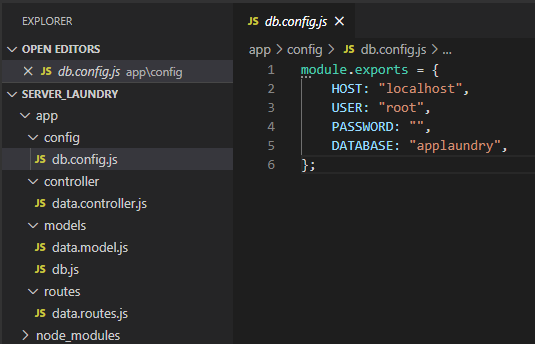 EXPLORER
OPEN EDITORS
JS db.config.js app\config
SERVER_LAUNDRY
app
config
JS db.config.js
controller
JS data.controller.js
models
JS data.model.js
JS db.js
routes
JS data.routes.js
node_modules
JS db.config.js
app > config > JS db.config.js > ...
1 module.exports = {
2 HOST: "localhost",
3 USER: "root",
4 PASSWORD: "",
5 DATABASE: "applaundry",
6 };